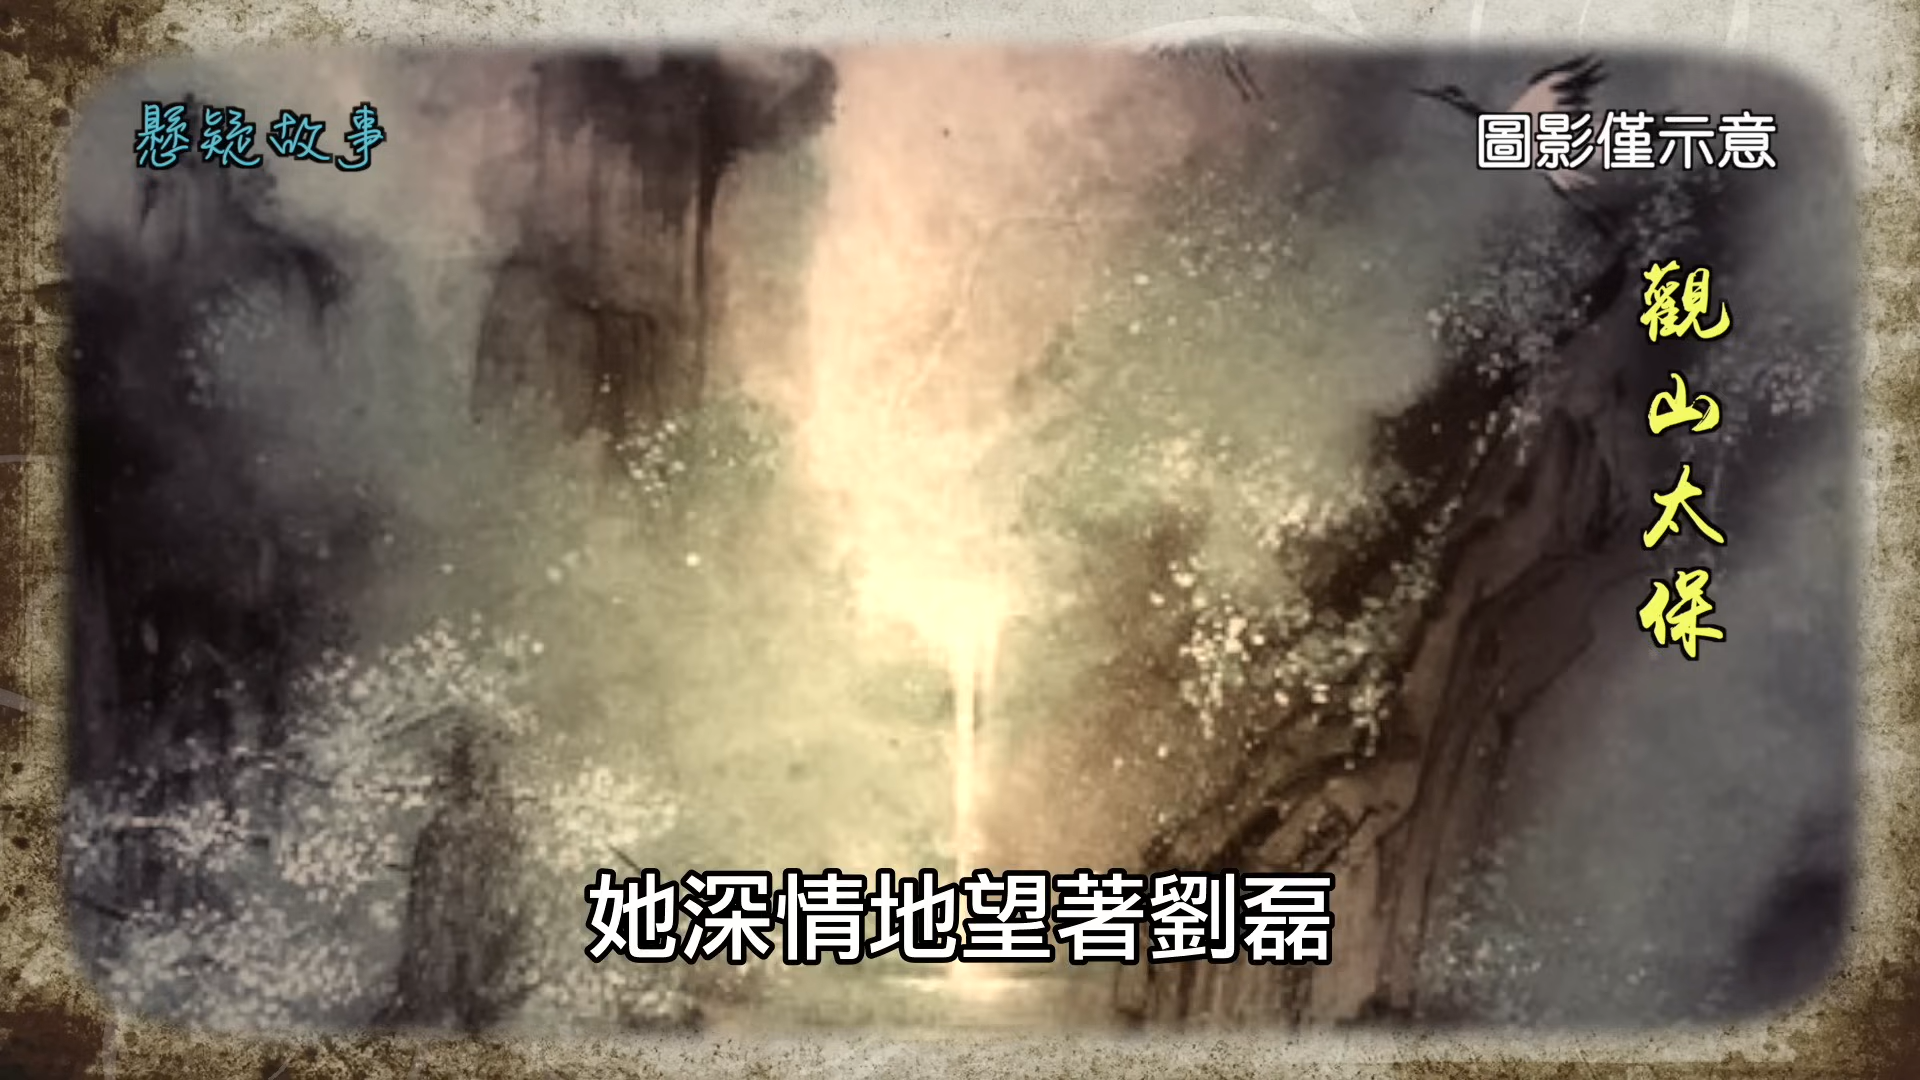 懸疑故事
圖影僅示意
觀山太保
她深情地望著劉磊